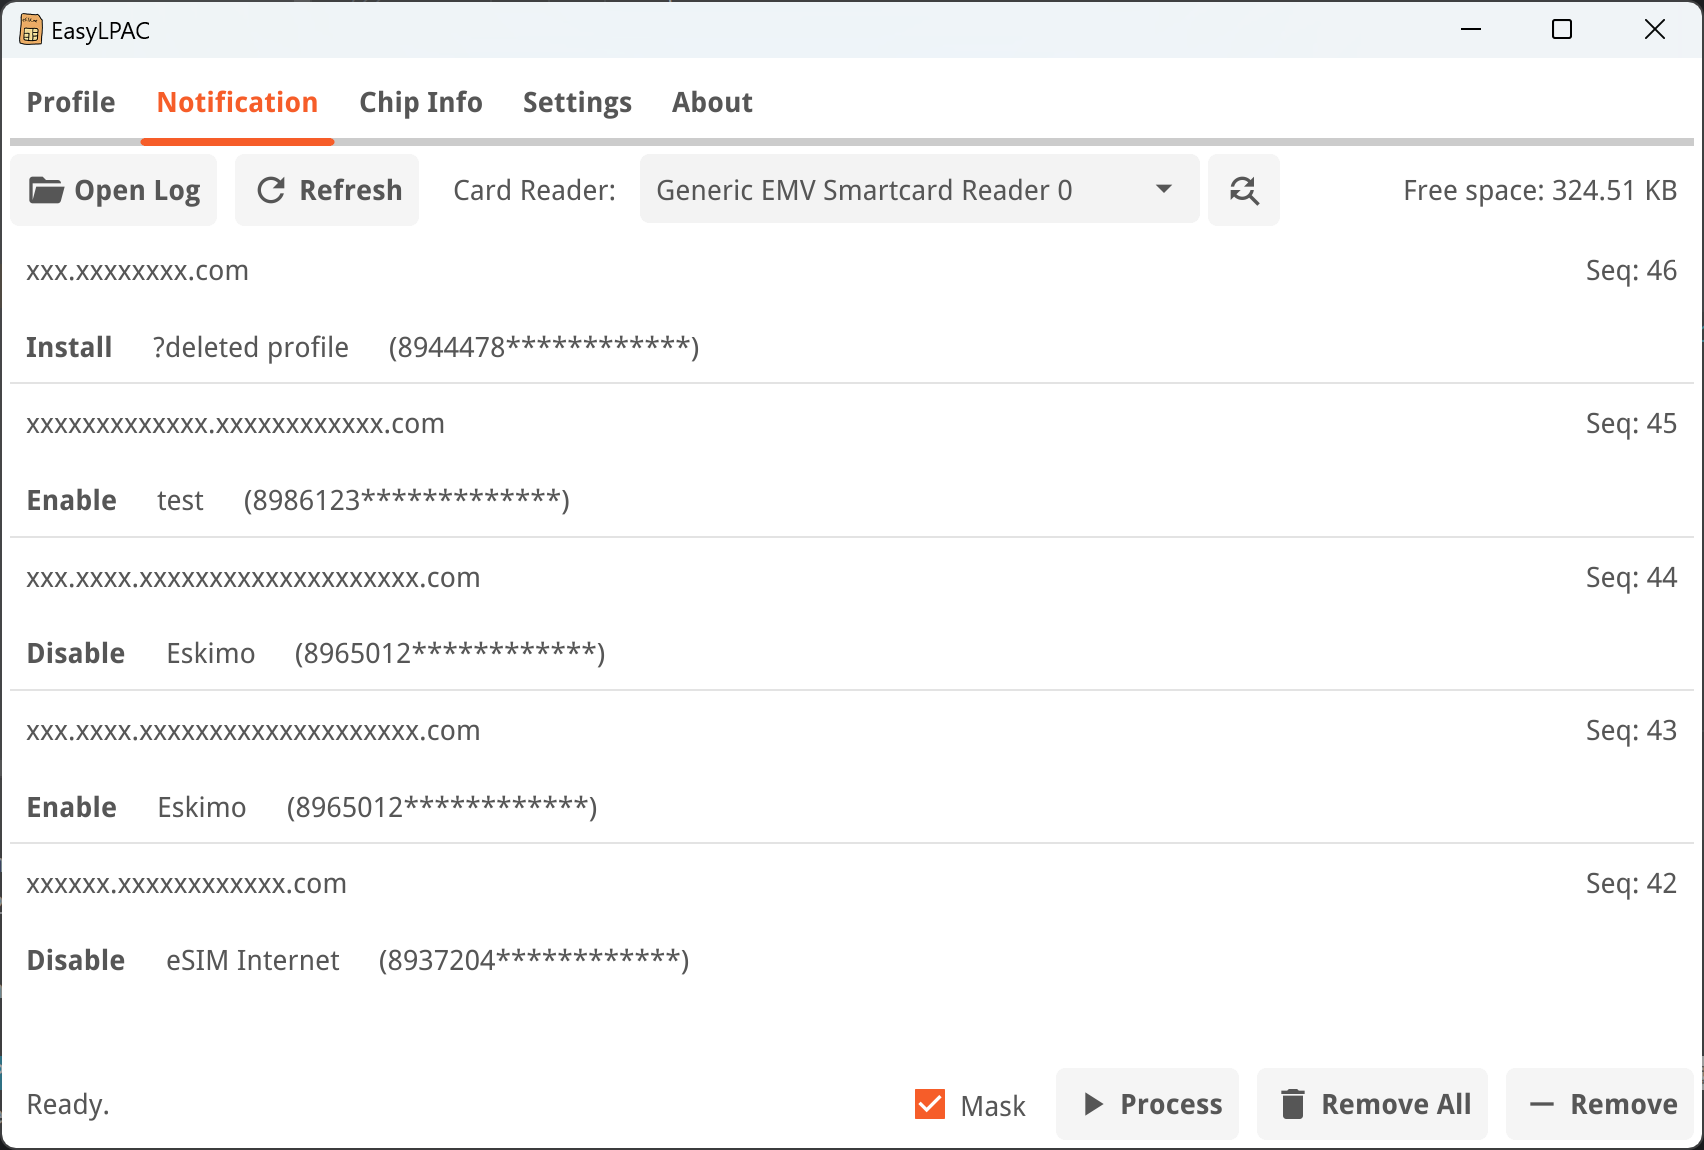 EasyLPAC
Profile Notification Chip Info Settings About
Open Log Refresh Card Reader: Generic EMV Smartcard Reader 0 Free space: 324.51 KB
xxx.xxxxxxxx.com Seq: 46
Install ?deleted profile (8944478************)
xxxxxxxxxxxxx.xxxxxxxxxxxx.com Seq: 45
Enable test (8986123*************)
xxx.xxxx.xxxxxxxxxxxxxxxxxxxx.com Seq: 44
Disable Eskimo (8965012************)
xxx.xxxx.xxxxxxxxxxxxxxxxxxxx.com Seq: 43
Enable Eskimo (8965012************)
xxxxxx.xxxxxxxxxxxx.com Seq: 42
Disable eSIM Internet (8937204************)
Ready. Mask Process Remove All Remove